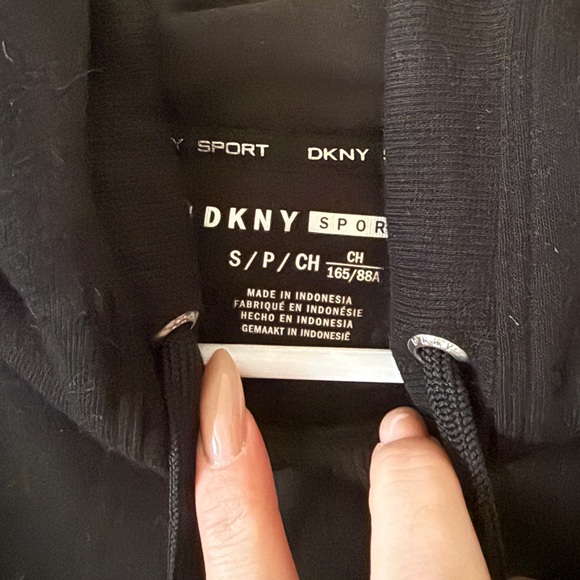 Y SPORT DKNY S
DKNY SPOR
S/P/CH CH 165/88A
MADE IN INDONESIA
FABRIQUÉ EN INDONÉSIE
HECHO EN INDONESIA
GEMAAKT IN INDONESIË